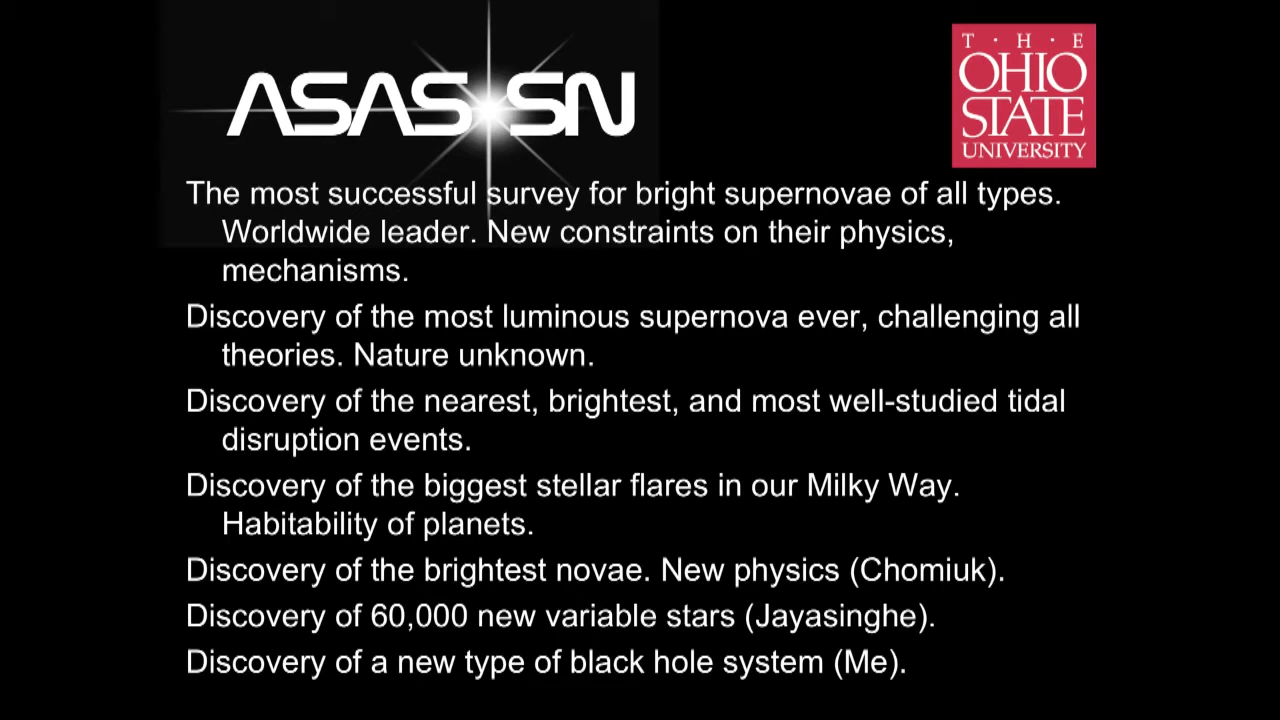 ASAS-SN
T · H · E
OHIO
STATE
UNIVERSITY
The most successful survey for bright supernovae of all types.
Worldwide leader. New constraints on their physics,
mechanisms.
Discovery of the most luminous supernova ever, challenging all
theories. Nature unknown.
Discovery of the nearest, brightest, and most well-studied tidal
disruption events.
Discovery of the biggest stellar flares in our Milky Way.
Habitability of planets.
Discovery of the brightest novae. New physics (Chomiuk).
Discovery of 60,000 new variable stars (Jayasinghe).
Discovery of a new type of black hole system (Me).